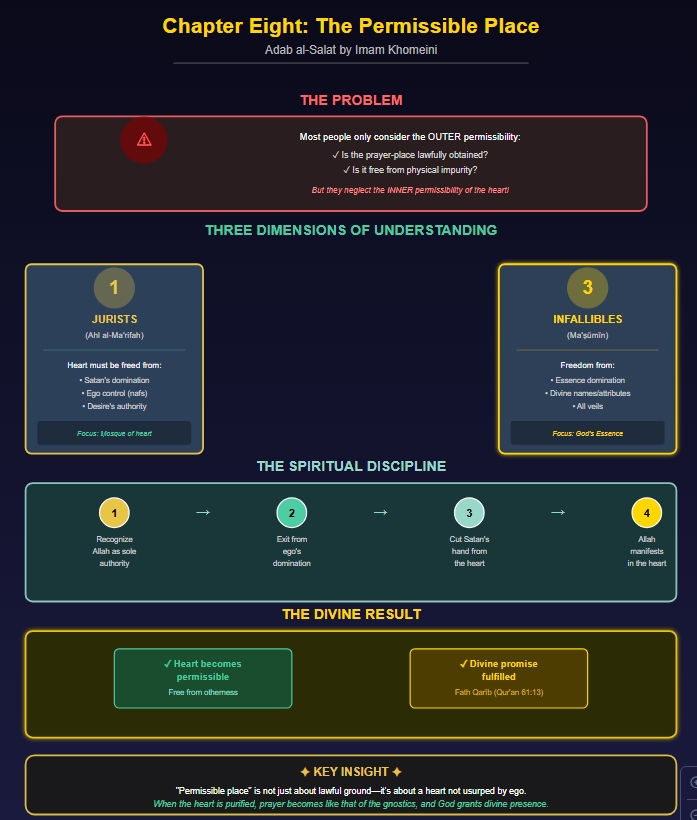 Chapter Eight: The Permissible Place
Adab al-Salat by Imam Khomeini
THE PROBLEM
Most people only consider the OUTER permissibility:
✓ Is the prayer-place lawfully obtained?
✓ Is it free from physical impurity?
But they neglect the INNER permissibility of the heart!
THREE DIMENSIONS OF UNDERSTANDING
1
JURISTS
(Ahl al-Ma'rifah)
Heart must be freed from:
• Satan's domination
• Ego control (nafs)
• Desire's authority
Focus: Mosque of heart
3
INFALLIBLES
(Ma'ṣūmīn)
Freedom from:
• Essence domination
• Divine names/attributes
• All veils
Focus: God's Essence
THE SPIRITUAL DISCIPLINE
1
Recognize
Allah as sole
authority
→
2
Exit from
ego's
domination
→
3
Cut Satan's
hand from
the heart
→
4
Allah
manifests
in the heart
THE DIVINE RESULT
✓ Heart becomes
permissible
Free from otherness
✓ Divine promise
fulfilled
Fatḥ Qarīb (Qur'an 61:13)
✦ KEY INSIGHT ✦
"Permissible place" is not just about lawful ground—it's about a heart not usurped by ego.
When the heart is purified, prayer becomes like that of the gnostics, and God grants divine presence.